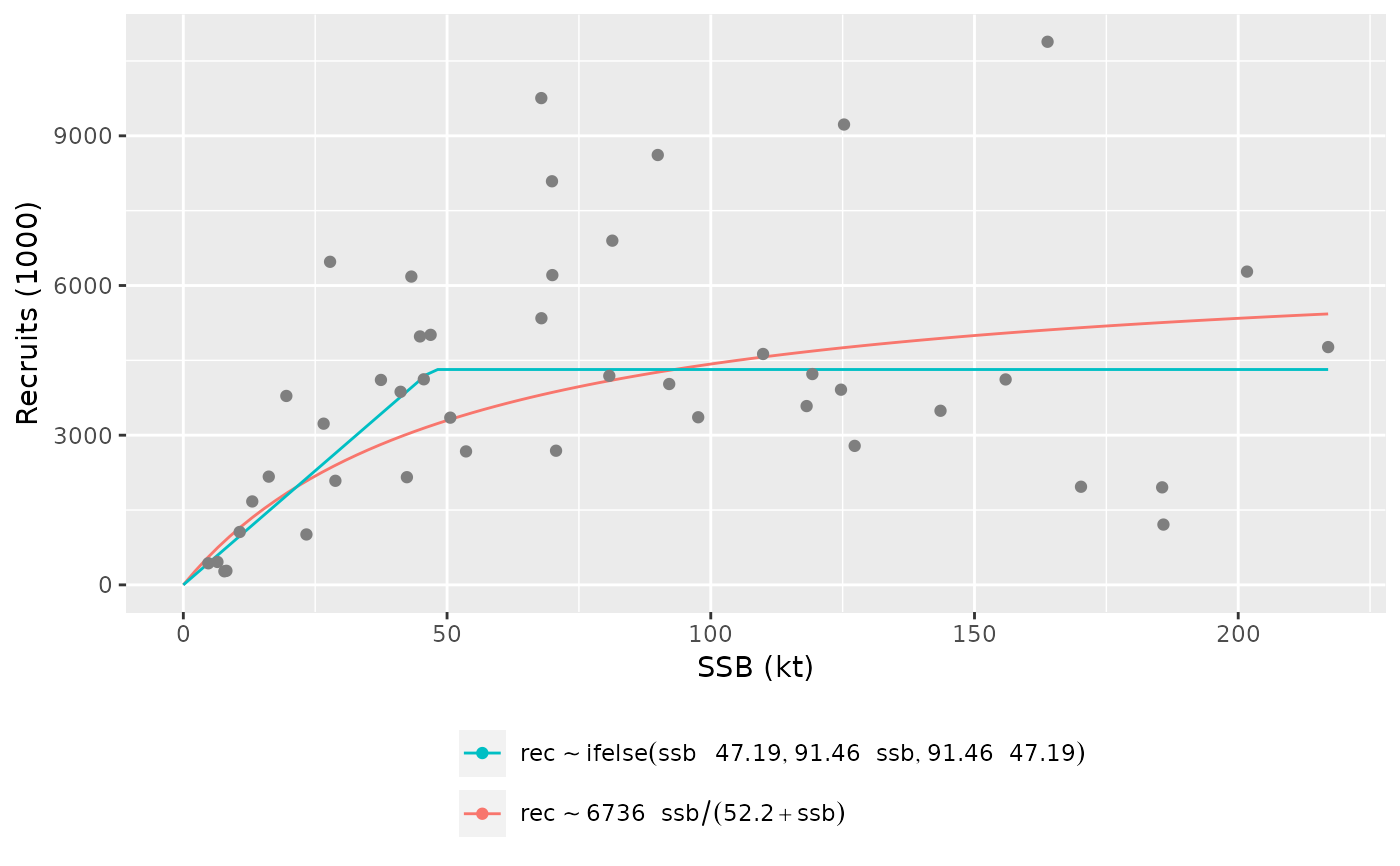 Recruits (1000)
9000
6000
3000
0
0 50 100 150 200
SSB (kt)
rec ~ ifelse(ssb 47.19, 91.46 ssb, 91.46 47.19)
rec ~ 6736 ssb/(52.2+ssb)